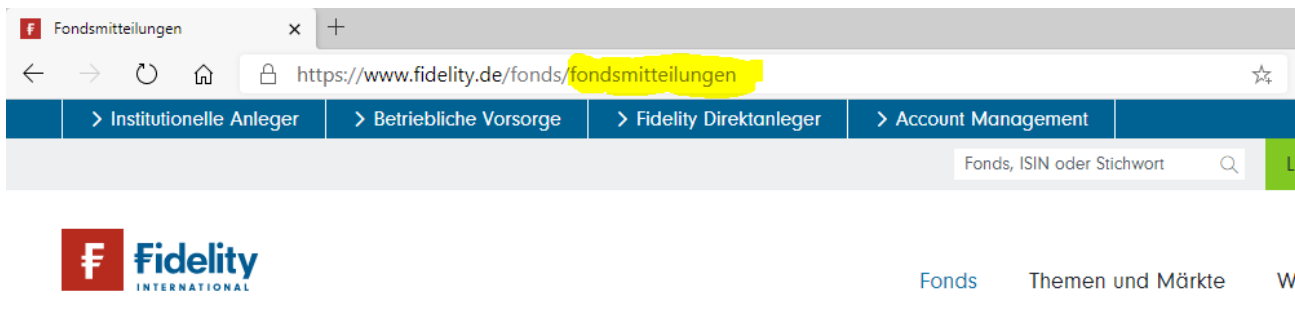 Fondsmitteilungen
https://www.fidelity.de/fonds/fondsmitteilungen
> Institutionelle Anleger > Betriebliche Vorsorge > Fidelity Direktanleger > Account Management
Fonds, ISIN oder Stichwort L
Fidelity
INTERNATIONAL
Fonds Themen und Märkte W